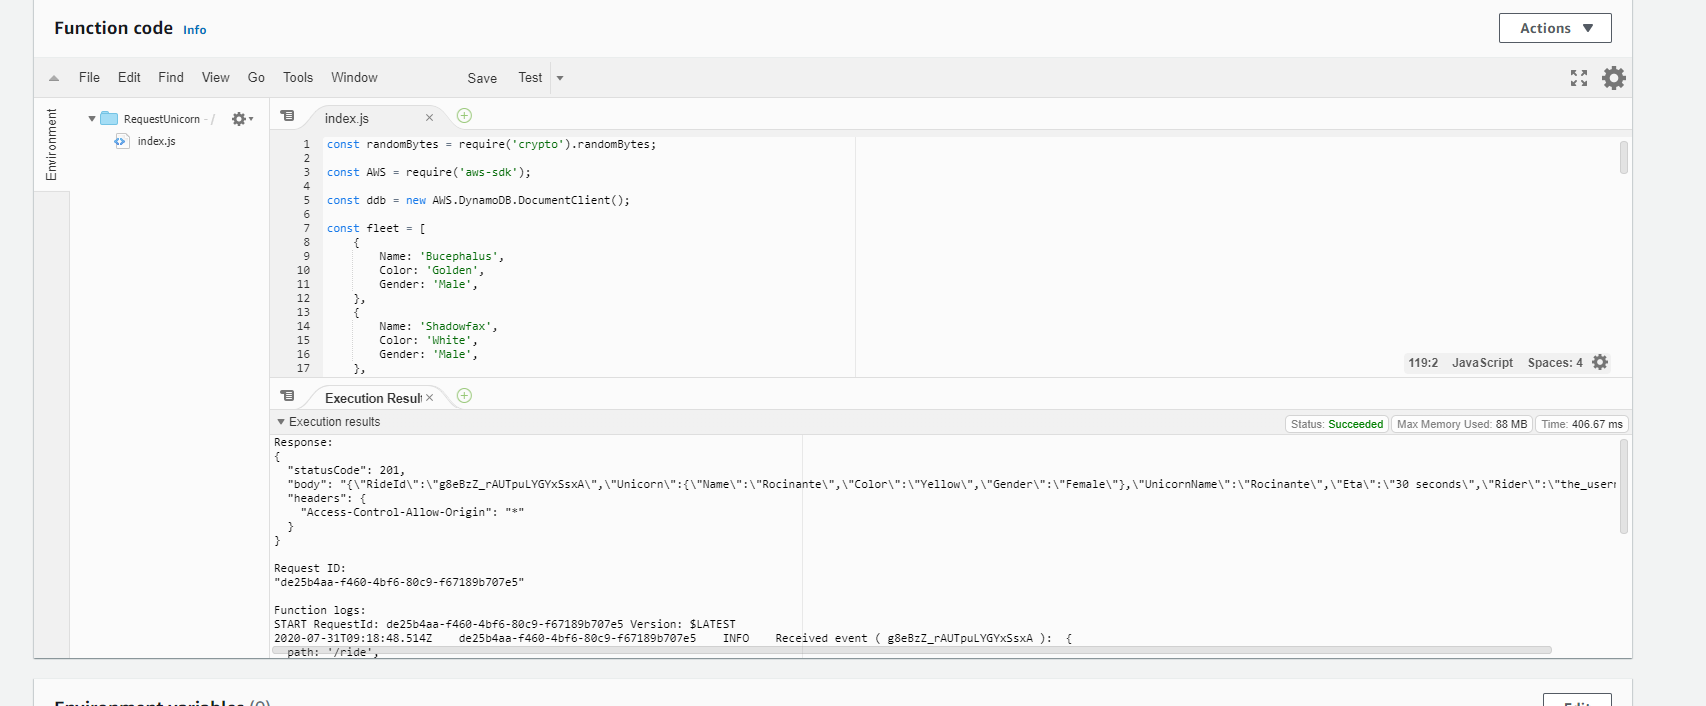 Function code Info
Actions ▼
File Edit Find View Go Tools Window Save Test
Environment
RequestUnicorn - /
index.js
index.js
1 const randomBytes = require('crypto').randomBytes;
2
3 const AWS = require('aws-sdk');
4
5 const ddb = new AWS.DynamoDB.DocumentClient();
6
7 const fleet = [
8 {
9 Name: 'Bucephalus',
10 Color: 'Golden',
11 Gender: 'Male',
12 },
13 {
14 Name: 'Shadowfax',
15 Color: 'White',
16 Gender: 'Male',
17 },
119:2 JavaScript Spaces: 4
Execution Result
Execution results
Status: Succeeded Max Memory Used: 88 MB Time: 406.67 ms
Response:
{
"statusCode": 201,
"body": "{\"RideId\":\"g8eBzZ_rAUTpuLYGYxSsxA\",\"Unicorn\":{\"Name\":\"Rocinante\",\"Color\":\"Yellow\",\"Gender\":\"Female\"},\"UnicornName\":\"Rocinante\",\"Eta\":\"30 seconds\",\"Rider\":\"the_user
"headers": {
"Access-Control-Allow-Origin": "*"
}
}
Request ID:
"de25b4aa-f460-4bf6-80c9-f67189b707e5"
Function logs:
START RequestId: de25b4aa-f460-4bf6-80c9-f67189b707e5 Version: $LATEST
2020-07-31T09:18:48.514Z de25b4aa-f460-4bf6-80c9-f67189b707e5 INFO Received event ( g8eBzZ_rAUTpuLYGYxSsxA ): {
path: '/ride',
Environment variables (0)
Edit